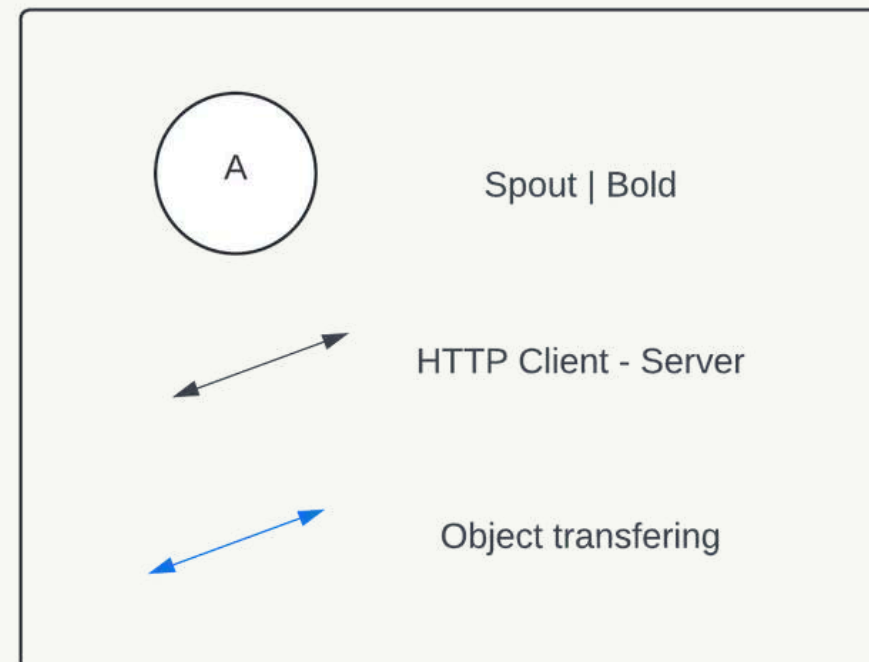 A
Spout | Bold
HTTP Client - Server
Object transfering